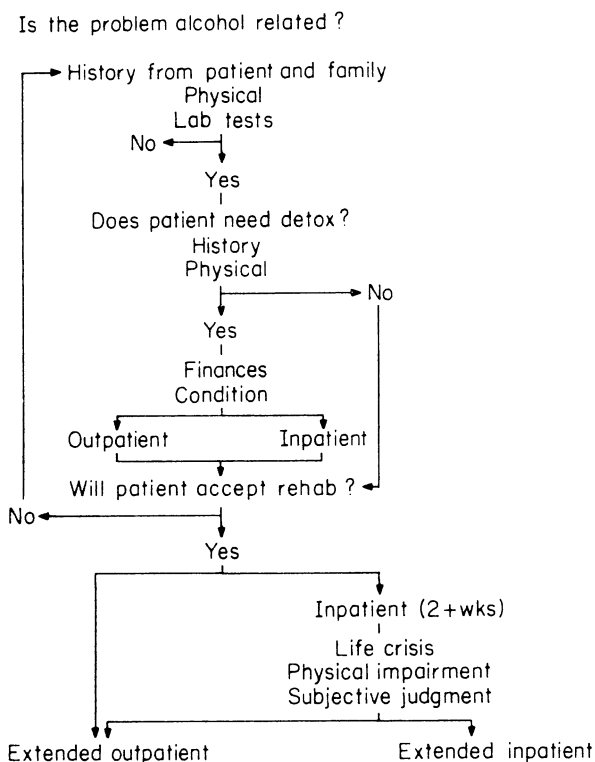 Is the problem alcohol related?
History from patient and family
Physical
Lab tests
No
Yes
Does patient need detox?
History
Physical
No
Yes
Finances
Condition
Outpatient Inpatient
Will patient accept rehab?
No
Yes
Inpatient (2+wks)
Life crisis
Physical impairment
Subjective judgment
Extended outpatient Extended inpatient